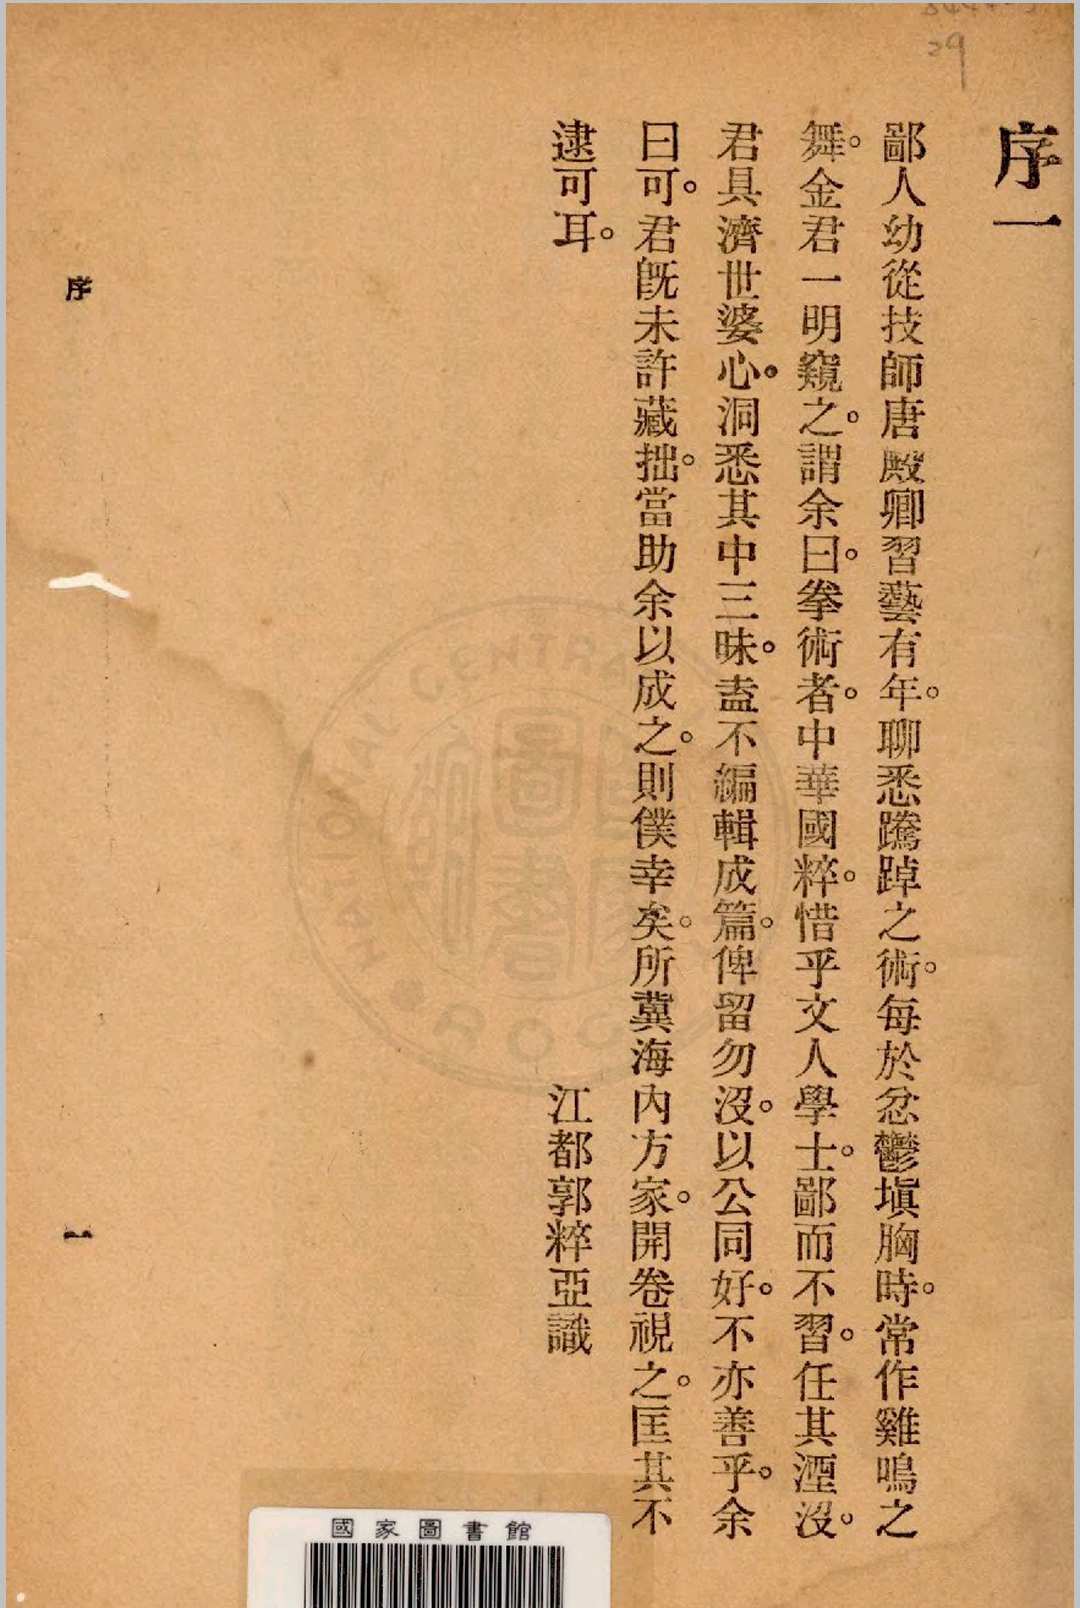 序一
鄙人幼從技師唐殿卿習藝有年。聊悉騰踔之術。每於忿鬱塡胸時。常作雞鳴之
舞。金君一明窺之。謂余曰。拳術者。中華國粹。惜乎文人學士。鄙而不習。任其湮沒。
君具濟世婆心。洞悉其中三昧。盍不編輯成篇。俾留勿沒。以公同好。不亦善乎。余
曰可。君旣未許藏拙。當助余以成之。則僕幸矣。所冀海內方家。開卷視之。匡其不
逮可耳。
江都郭粹亞識
序
一
29
國家圖書館